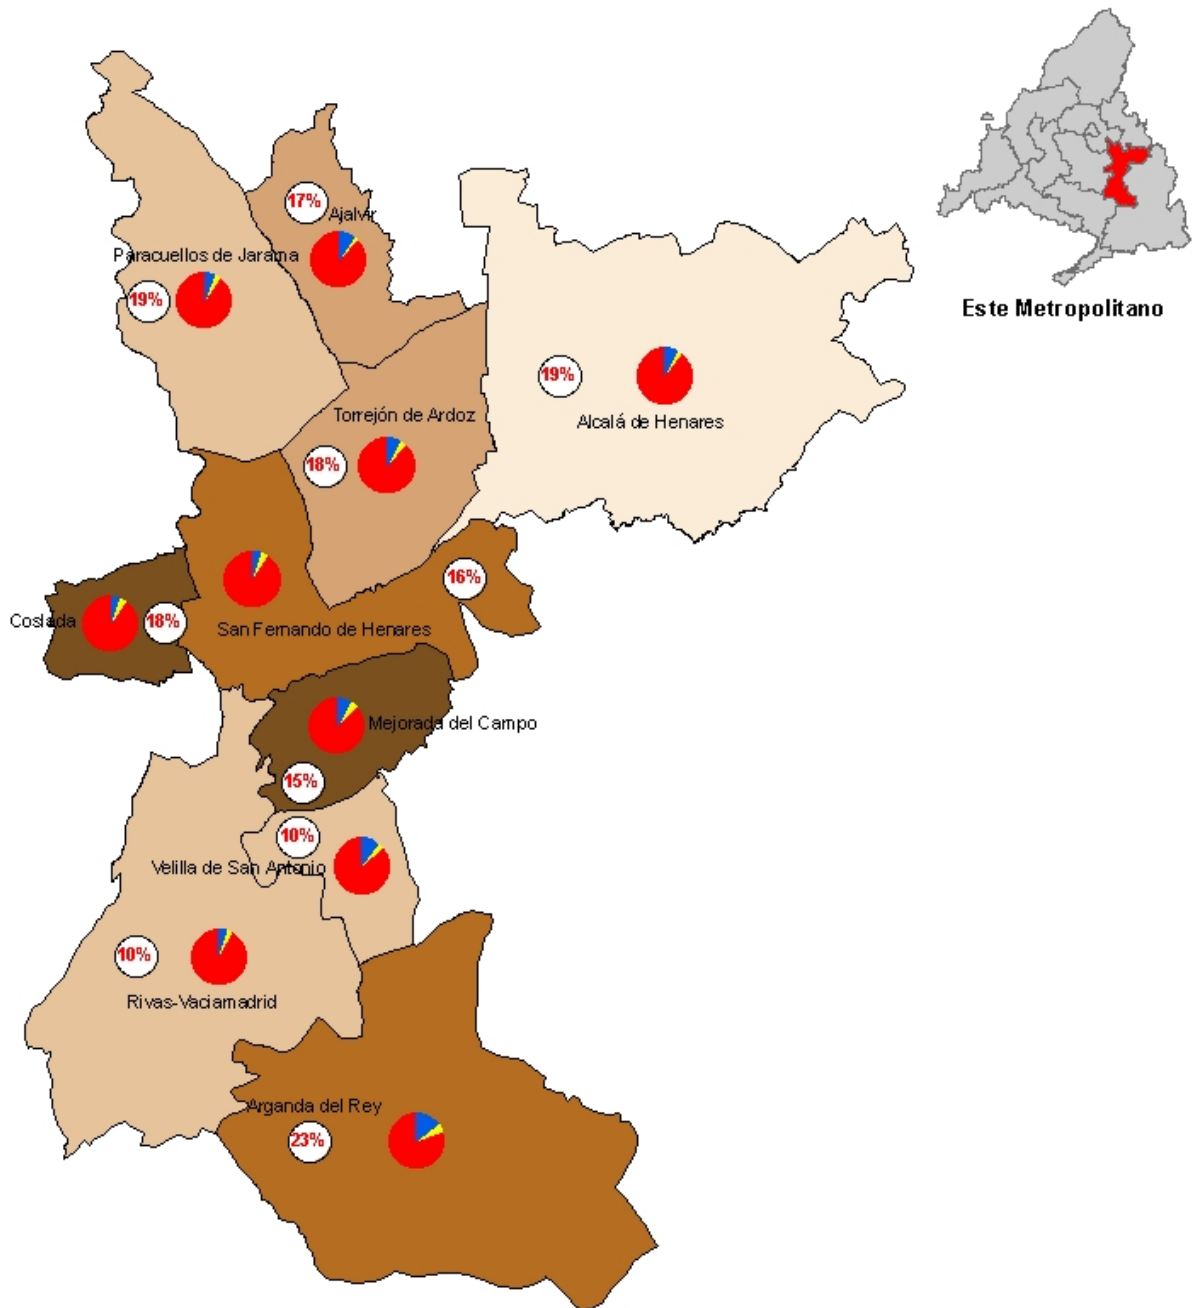 17%
Ajalvir
Paracuellos de Jarama
19%
Este Metropolitano
19%
Alcalá de Henares
Torrejón de Ardoz
18%
16%
Coslada
18%
San Fernando de Henares
Mejorada del Campo
15%
10%
Velilla de San Antonio
10%
Rivas-Vaciamadrid
Arganda del Rey
23%